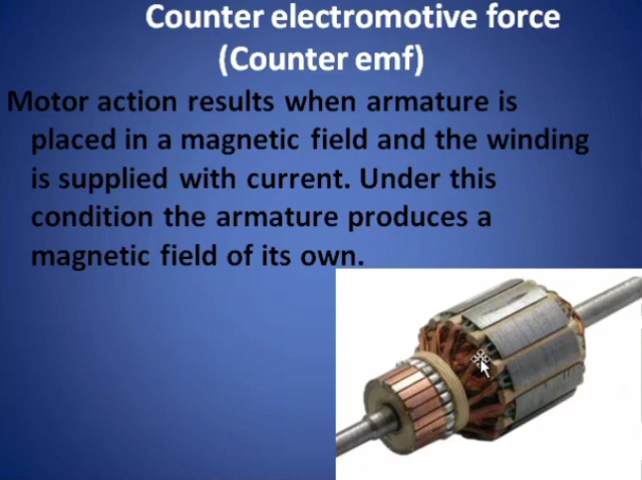 Counter electromotive force
(Counter emf)
Motor action results when armature is
placed in a magnetic field and the winding
is supplied with current. Under this
condition the armature produces a
magnetic field of its own.